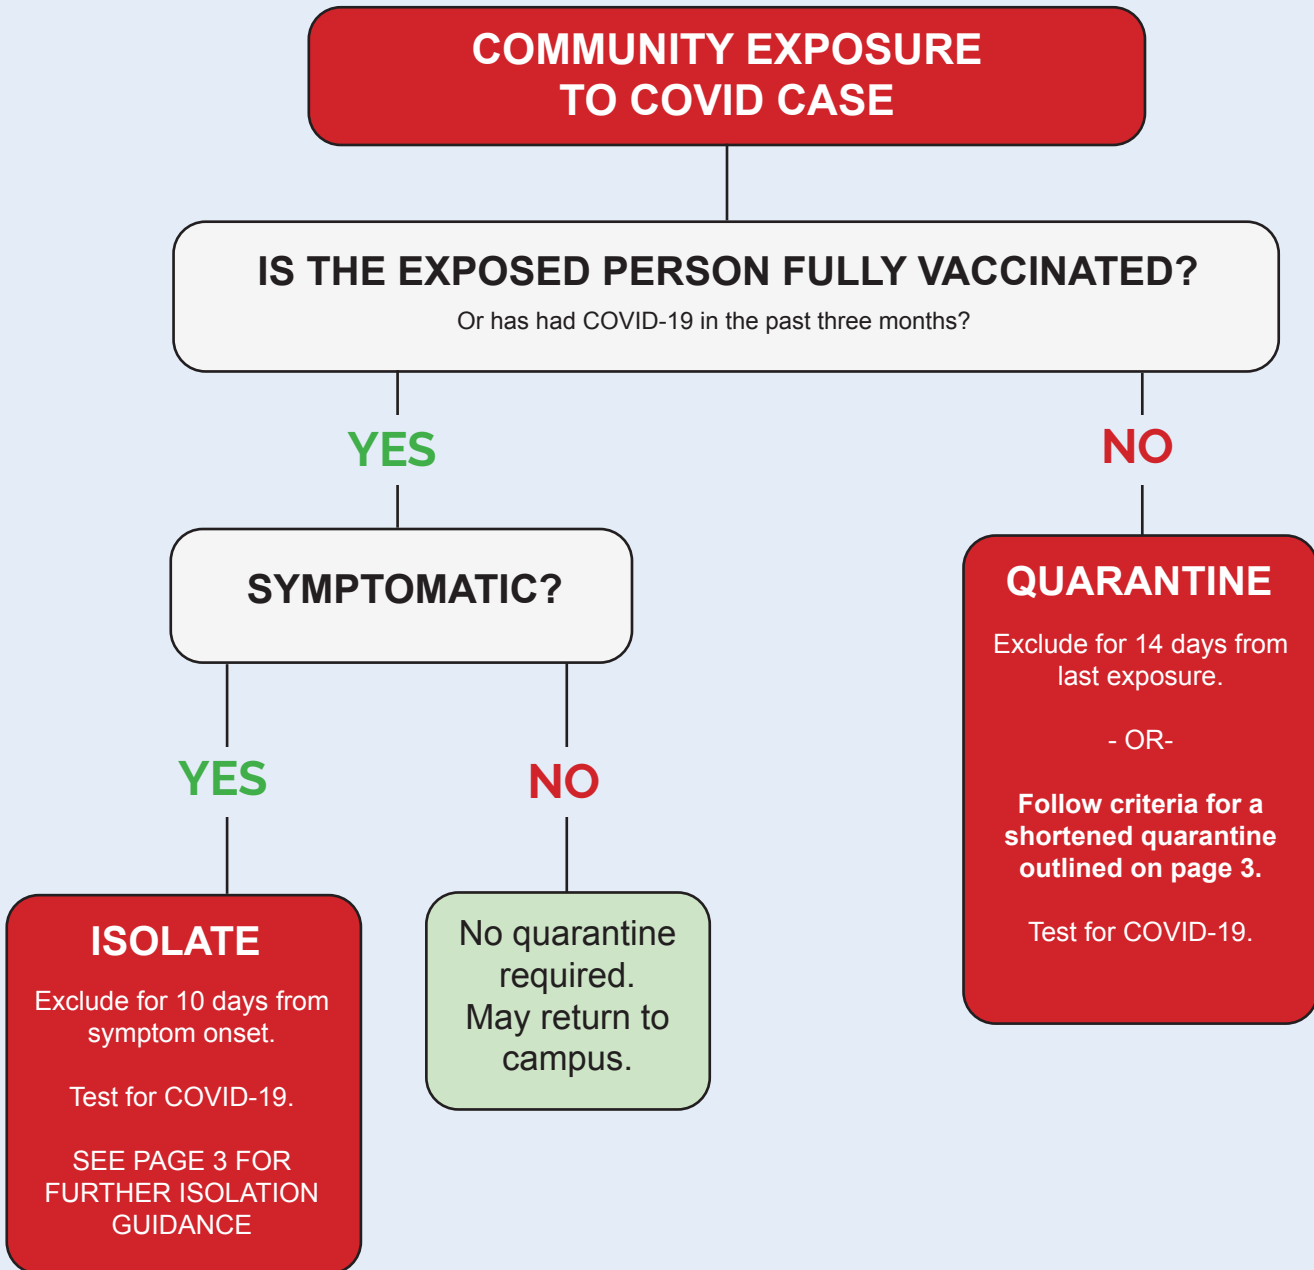 COMMUNITY EXPOSURE
TO COVID CASE
IS THE EXPOSED PERSON FULLY VACCINATED?
Or has had COVID-19 in the past three months?
YES
NO
SYMPTOMATIC?
YES
NO
ISOLATE
Exclude for 10 days from
symptom onset.
Test for COVID-19.
SEE PAGE 3 FOR
FURTHER ISOLATION
GUIDANCE
No quarantine
required.
May return to
campus.
QUARANTINE
Exclude for 14 days from
last exposure.
- OR-
Follow criteria for a
shortened quarantine
outlined on page 3.
Test for COVID-19.